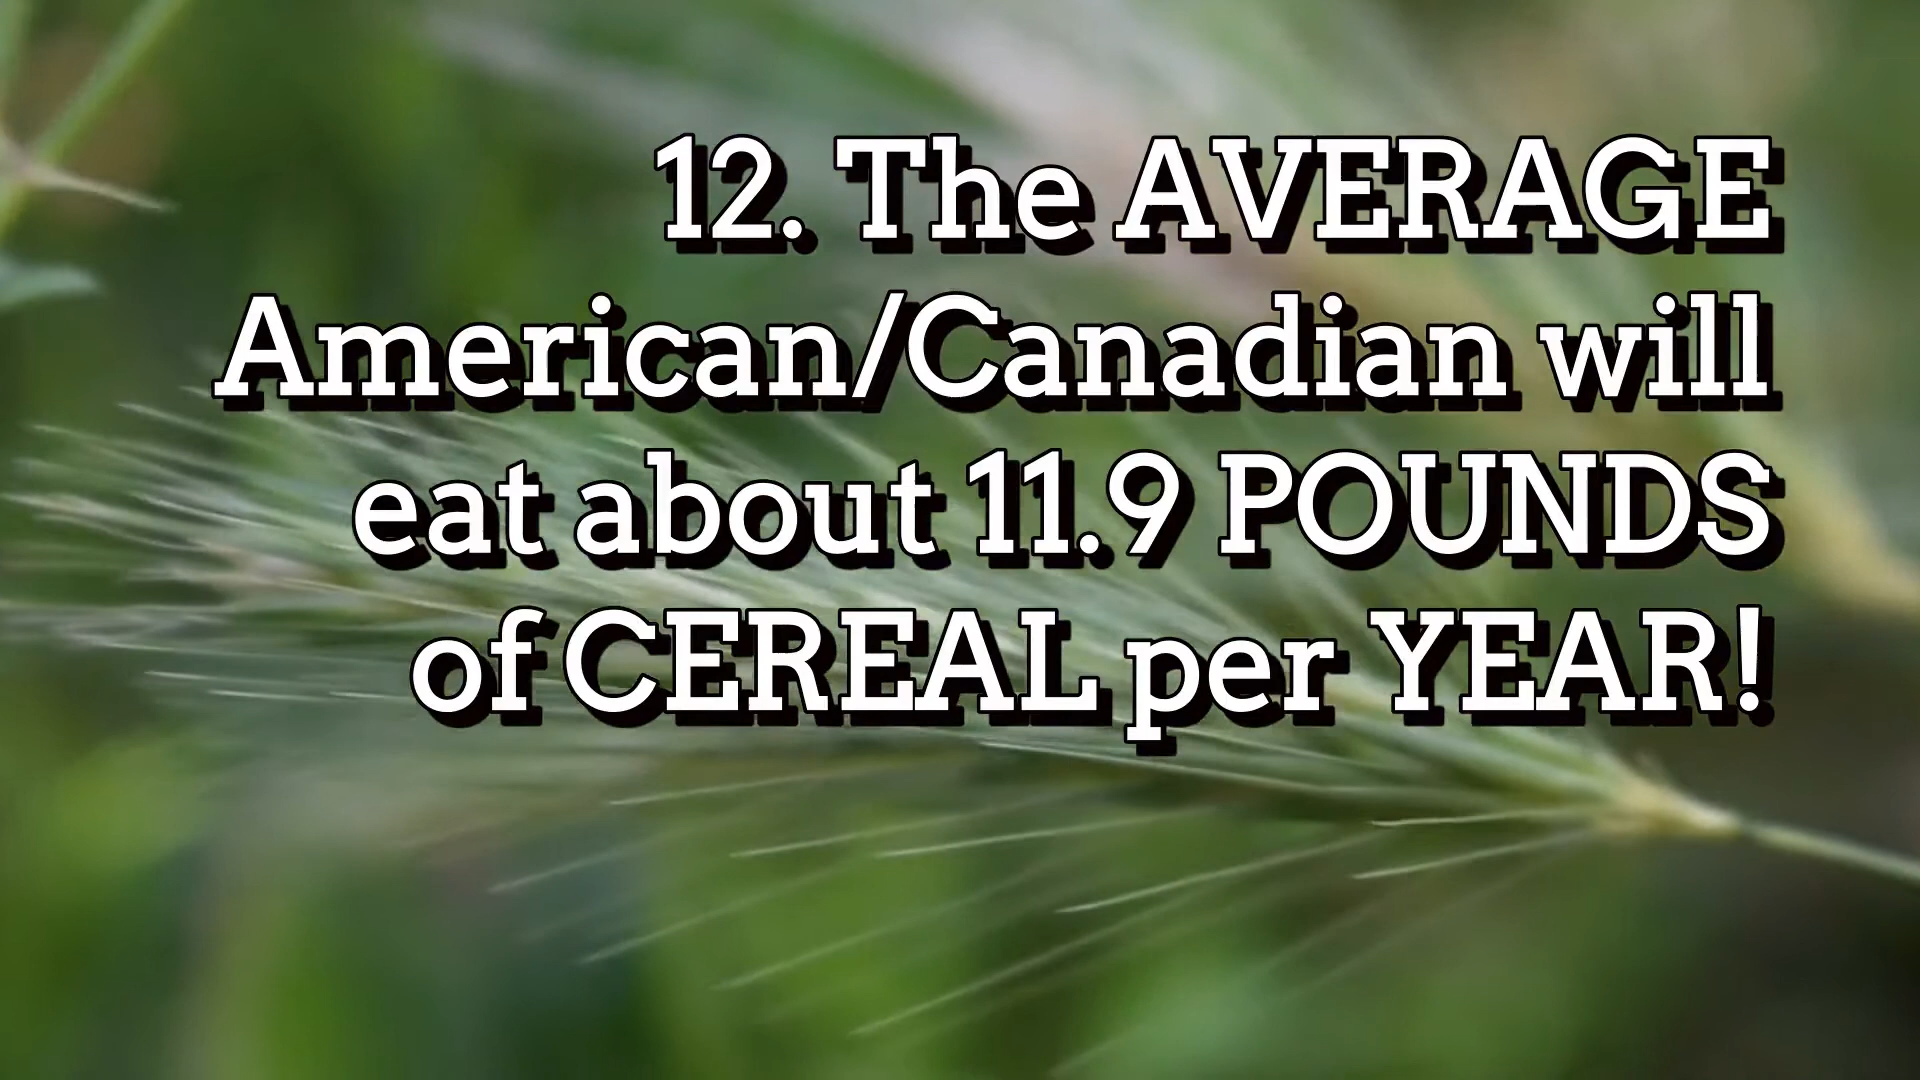 12. The AVERAGE
American/Canadian will
eat about 11.9 POUNDS
of CEREAL per YEAR!